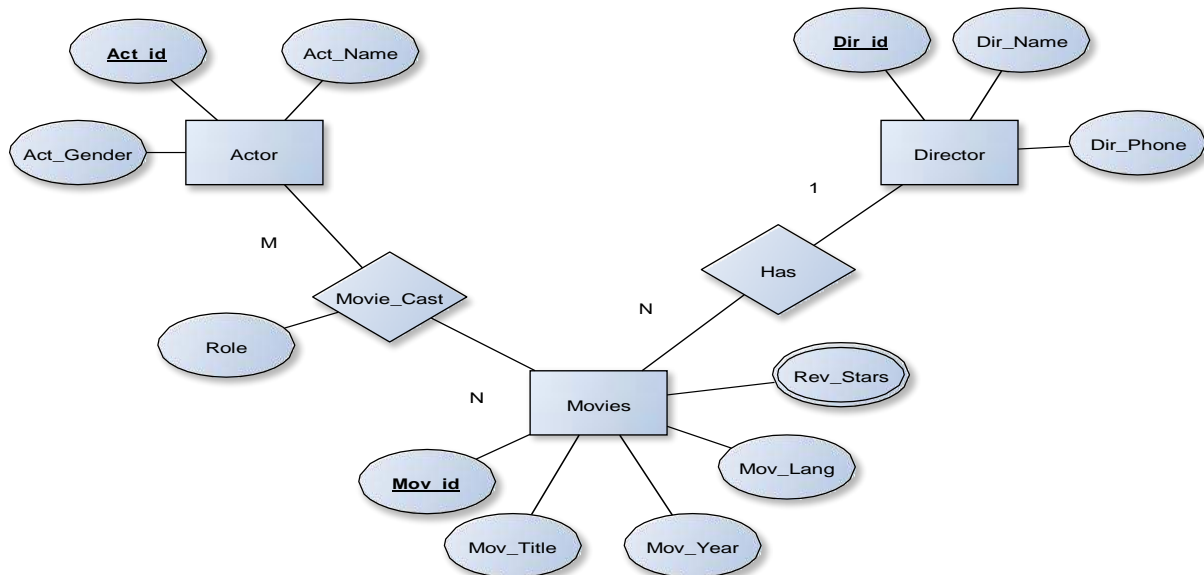 Act_id
Act_Name
Dir_id
Dir_Name
Act_Gender
Actor
Director
Dir_Phone
1
M
Has
Movie_Cast
N
Role
Rev_Stars
N
Movies
Mov_Lang
Mov_id
Mov_Title
Mov_Year